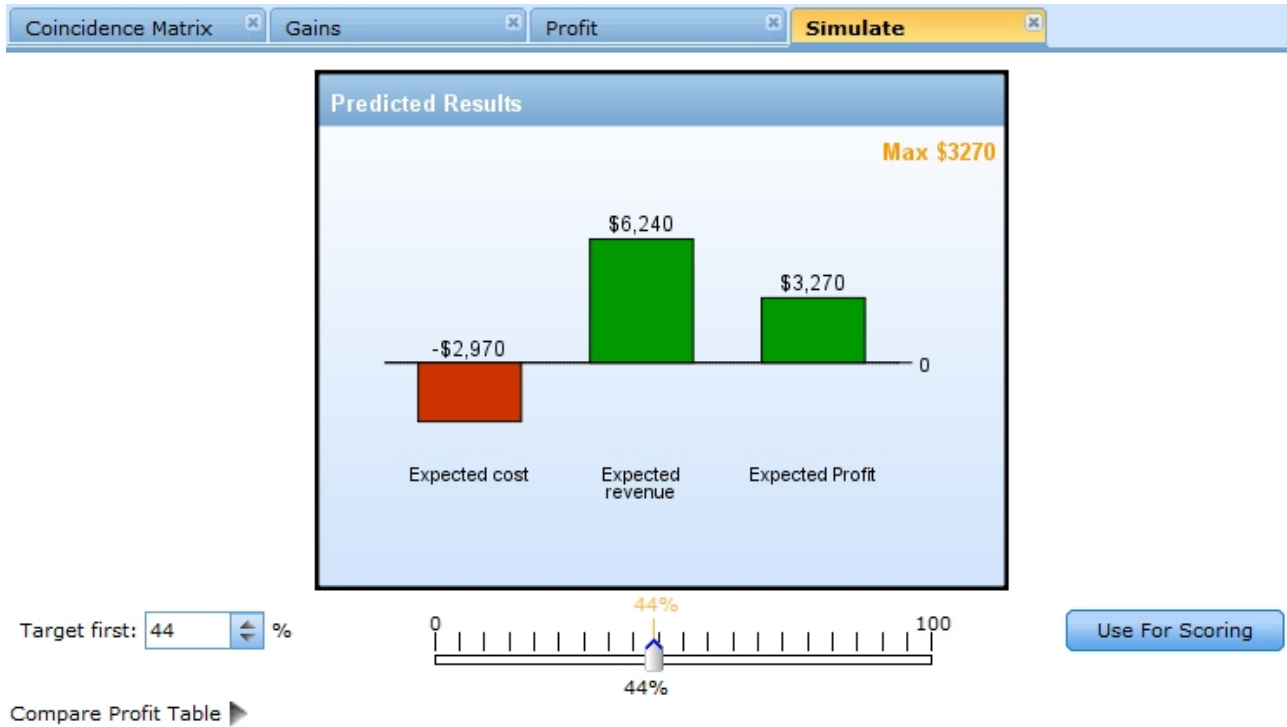 Coincidence Matrix
Gains
Profit
Simulate
Predicted Results
Max $3270
$6,240
$3,270
-$2,970
0
Expected cost
Expected
revenue
Expected Profit
44%
Target first: 44 %
0
100
Use For Scoring
44%
Compare Profit Table